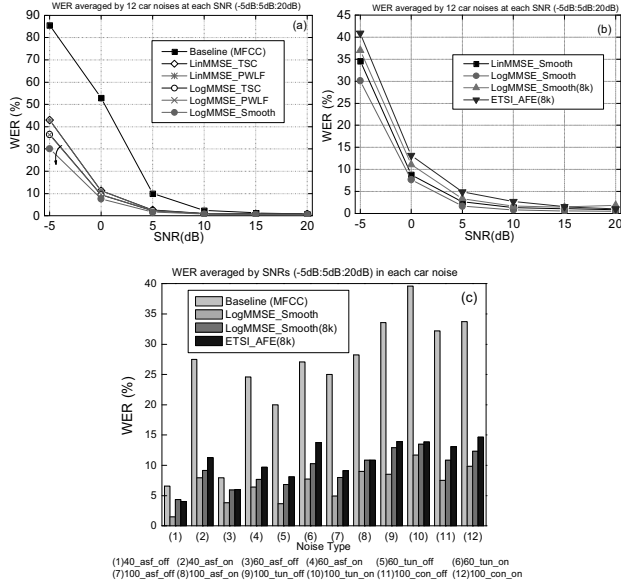 WER averaged by 12 car noises at each SNR (-5dB:5dB:20dB)
(a)
Baseline (MFCC)
LinMMSE_TSC
LinMMSE_PWLF
LogMMSE_TSC
LogMMSE_PWLF
LogMMSE_Smooth
WER (%)
90
80
70
60
50
40
30
20
10
0
-5 0 5 10 15 20
SNR(dB)
WER averaged by 12 car noises at each SNR (-5dB:5dB:20dB)
(b)
LinMMSE_Smooth
LogMMSE_Smooth
LogMMSE_Smooth(8k)
ETSI_AFE(8k)
WER (%)
45
40
35
30
25
20
15
10
5
0
-5 0 5 10 15 20
SNR(dB)
WER averaged by SNRs (-5dB:5dB:20dB) in each car noise
(c)
Baseline (MFCC)
LogMMSE_Smooth
LogMMSE_Smooth(8k)
ETSI_AFE(8k)
WER (%)
40
35
30
25
20
15
10
5
0
(1) (2) (3) (4) (5) (6) (7) (8) (9) (10) (11) (12)
Noise Type
(1)40_asf_off (2)40_asf_on (3)60_asf_off (4)60_asf_on (5)60_tun_off (6)60_tun_on
(7)100_asf_off (8)100_asf_on (9)100_tun_off (10)100_tun_on (11)100_con_off (12)100_con_on